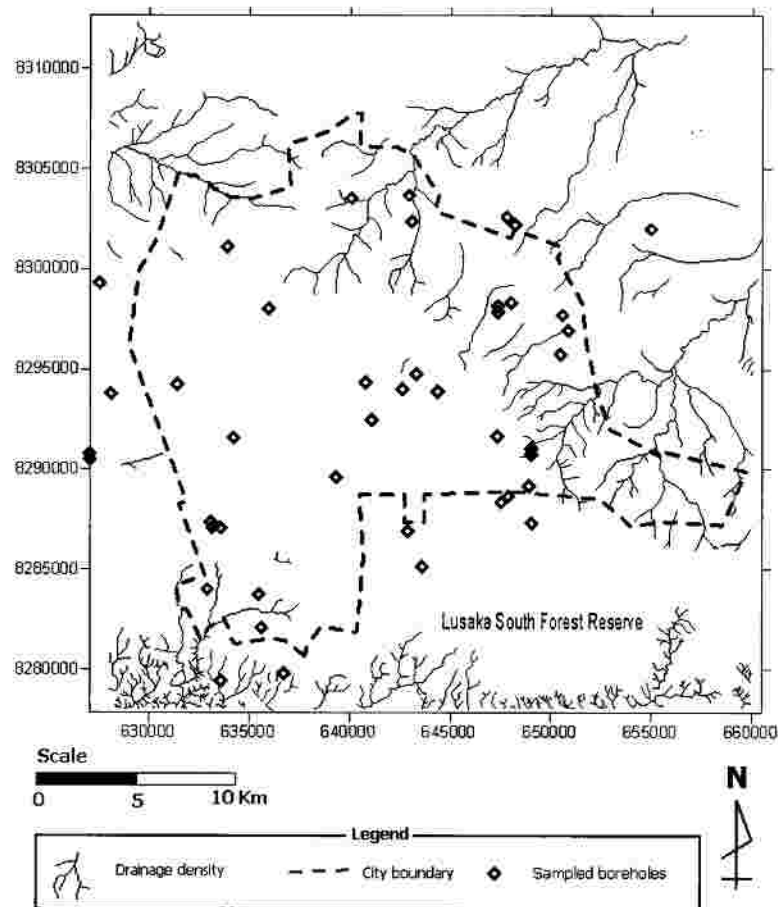 8310000
8305000
8300000
8295000
8290000
8285000
8280000
Lusaka South Forest Reserve
630000 635000 640000 645000 650000 655000 660000
Scale
0 5 10 Km
N
Legend
Drainage density City boundary Sampled boreholes